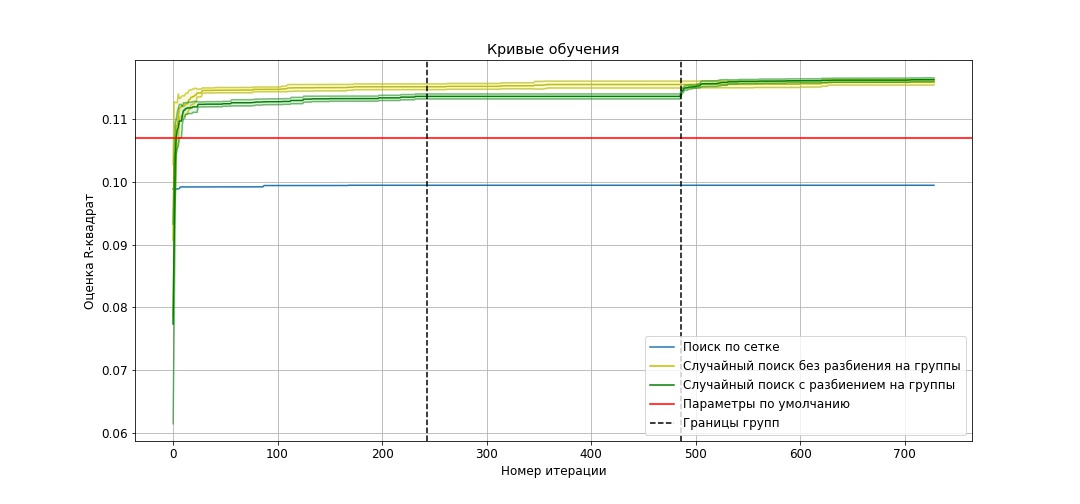 Кривые обучения
Оценка R-квадрат
0.11
0.10
0.09
0.08
0.07
0.06
0 100 200 300 400 500 600 700
Номер итерации
Поиск по сетке
Случайный поиск без разбиения на группы
Случайный поиск с разбиением на группы
Параметры по умолчанию
Границы групп